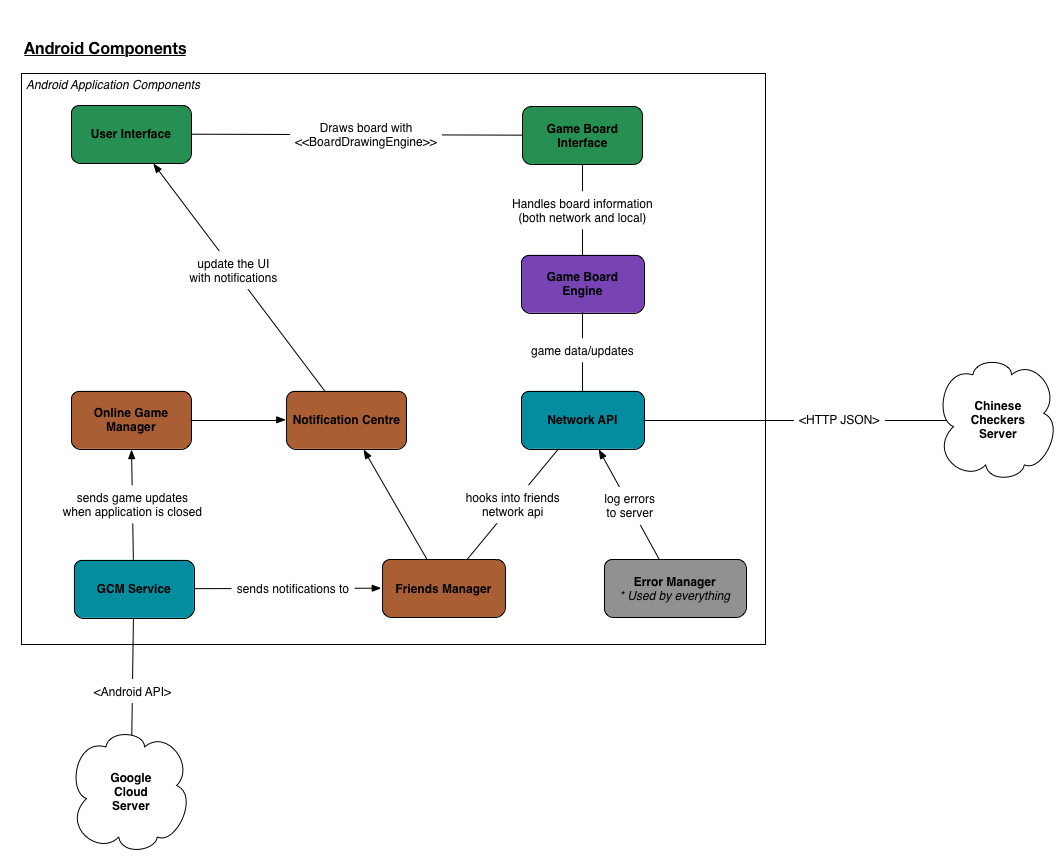 Android Components
Android Application Components
User Interface
Draws board with
<<BoardDrawingEngine>>
Game Board
Interface
Handles board information
(both network and local)
update the UI
with notifications
Game Board
Engine
game data/updates
Online Game
Manager
Notification Centre
Network API
<HTTP JSON>
Chinese
Checkers
Server
sends game updates
when application is closed
hooks into friends
network api
log errors
to server
GCM Service
sends notifications to
Friends Manager
Error Manager
* Used by everything
<Android API>
Google
Cloud
Server